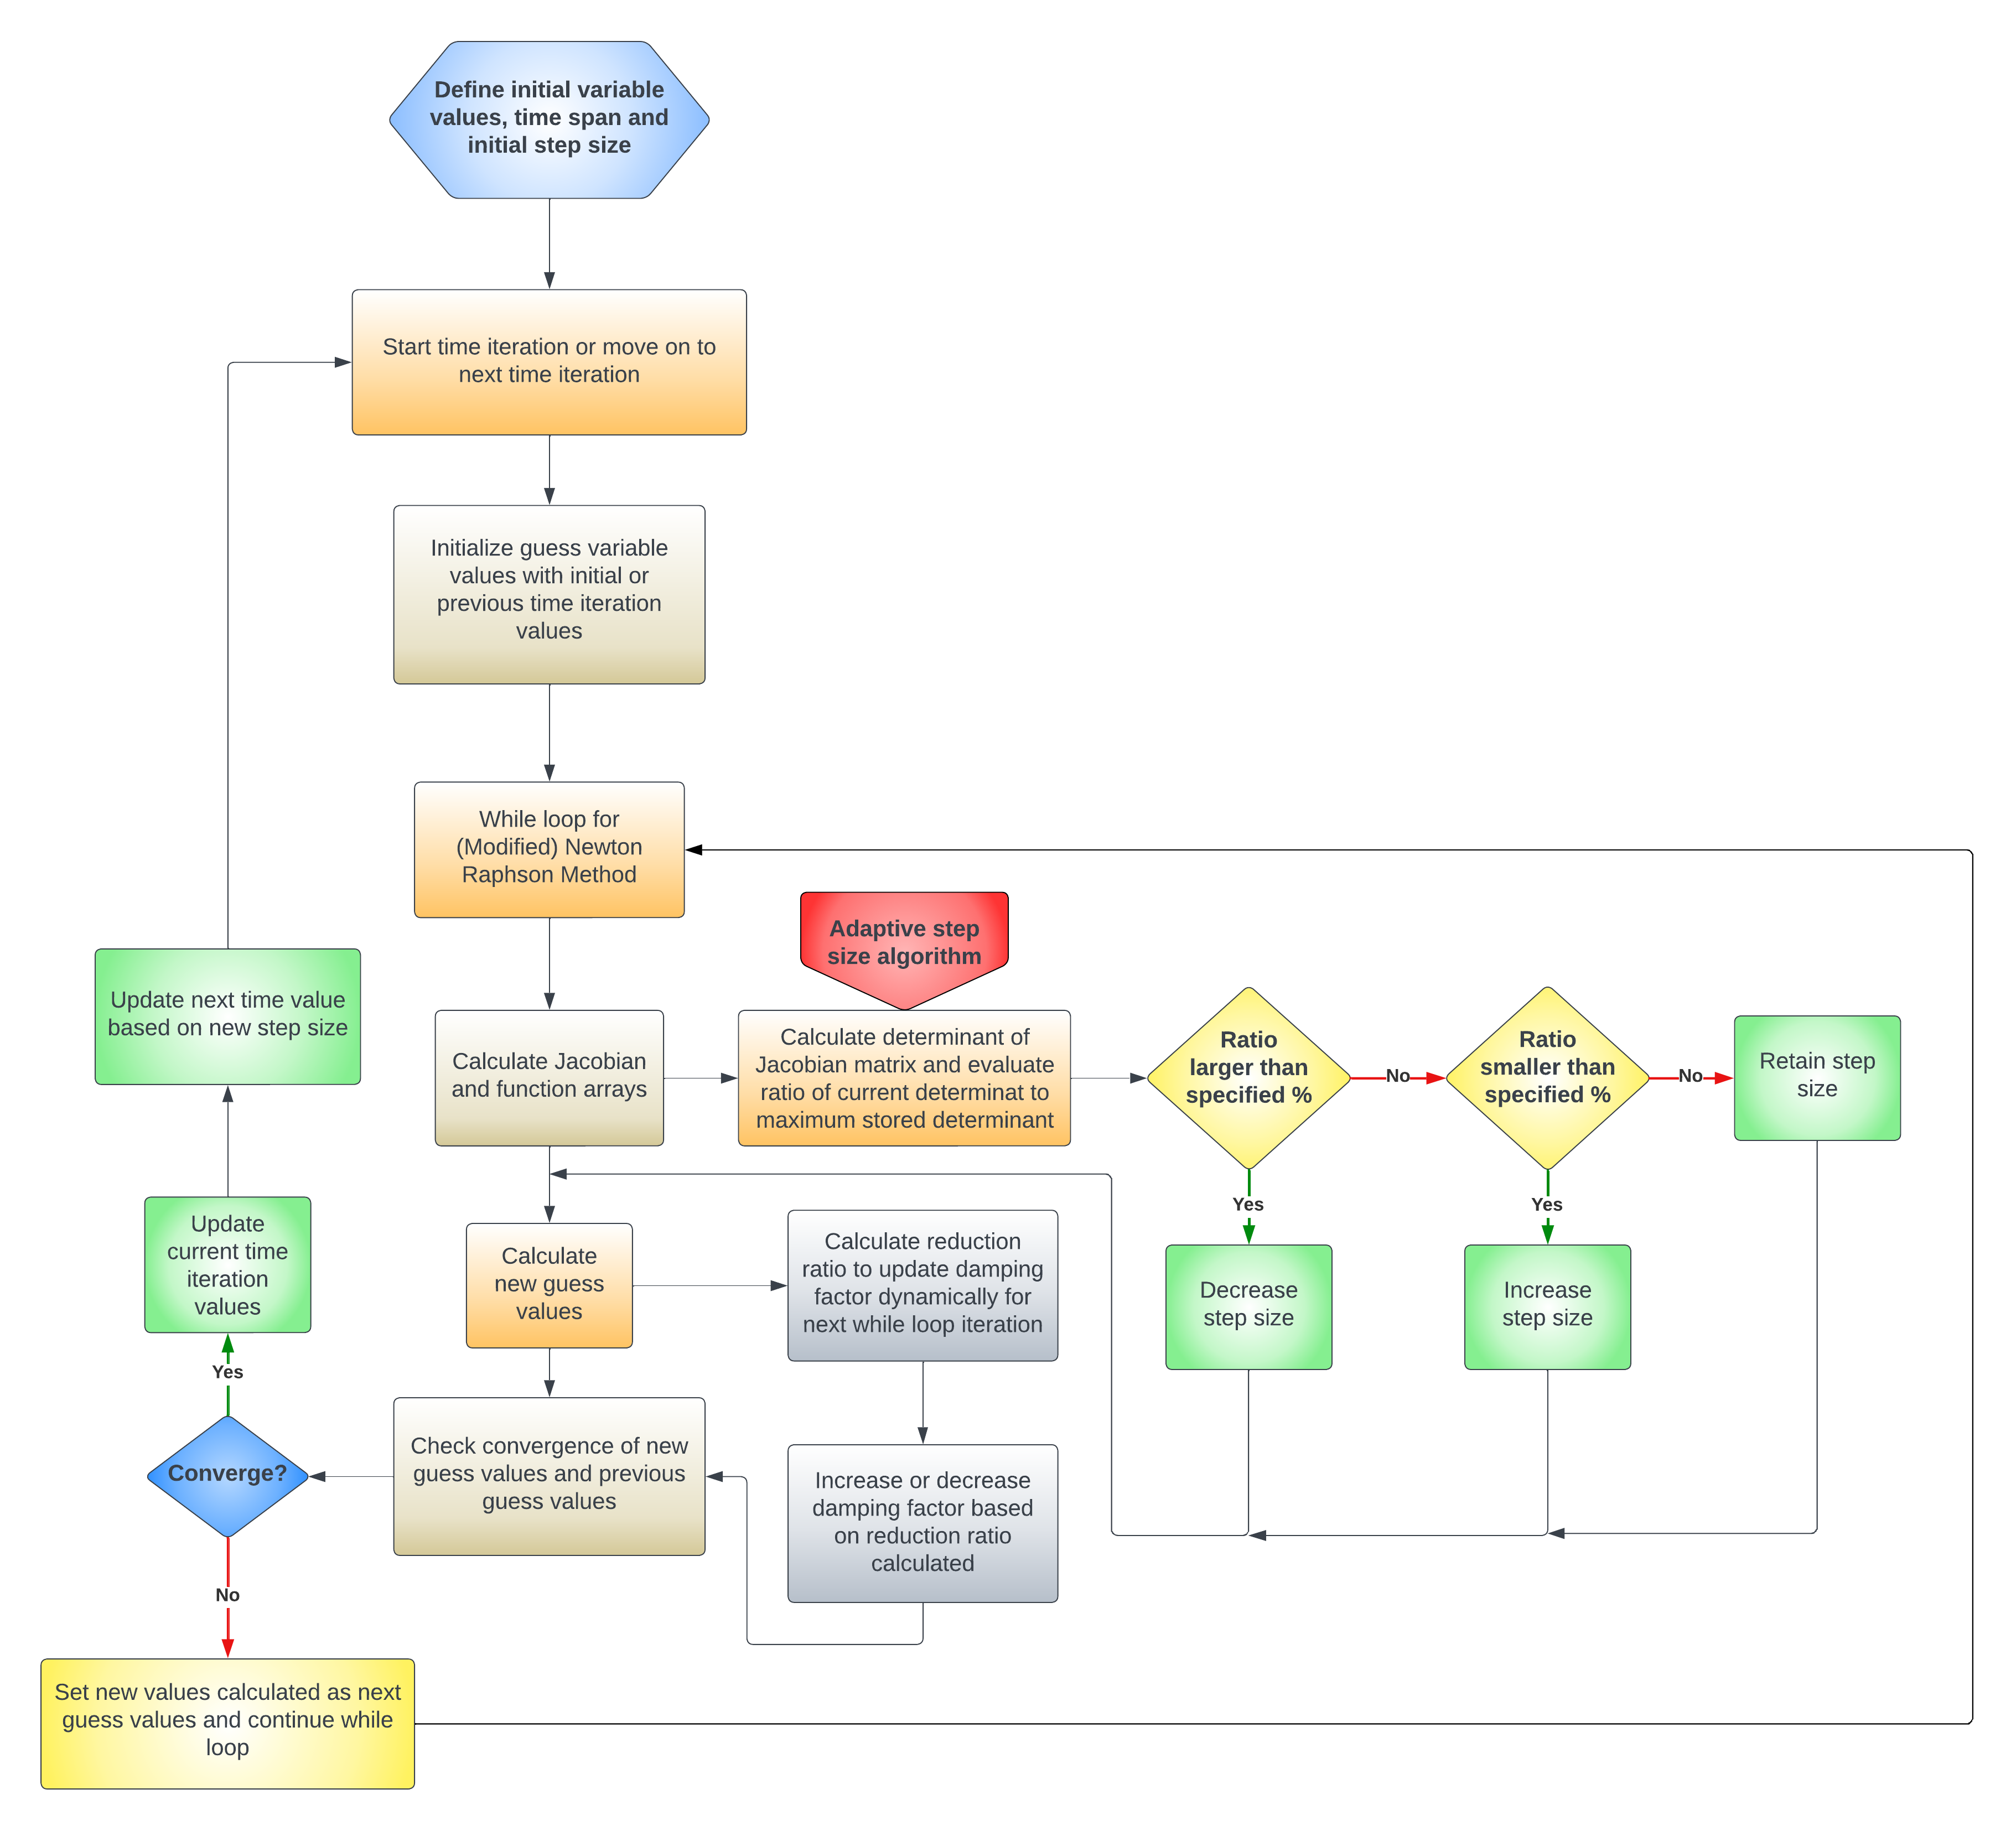 Define initial variable
values, time span and
initial step size
Start time iteration or move on to
next time iteration
Initialize guess variable
values with initial or
previous time iteration
values
While loop for
(Modified) Newton
Raphson Method
Adaptive step
size algorithm
Update next time value
based on new step size
Calculate Jacobian
and function arrays
Calculate determinant of
Jacobian matrix and evaluate
ratio of current determinat to
maximum stored determinant
Ratio
larger than
specified %
No
Ratio
smaller than
specified %
No
Retain step
size
Yes
Yes
Update
current time
iteration
values
Calculate
new guess
values
Calculate reduction
ratio to update damping
factor dynamically for
next while loop iteration
Decrease
step size
Increase
step size
Yes
Converge?
Check convergence of new
guess values and previous
guess values
Increase or decrease
damping factor based
on reduction ratio
calculated
No
Set new values calculated as next
guess values and continue while
loop